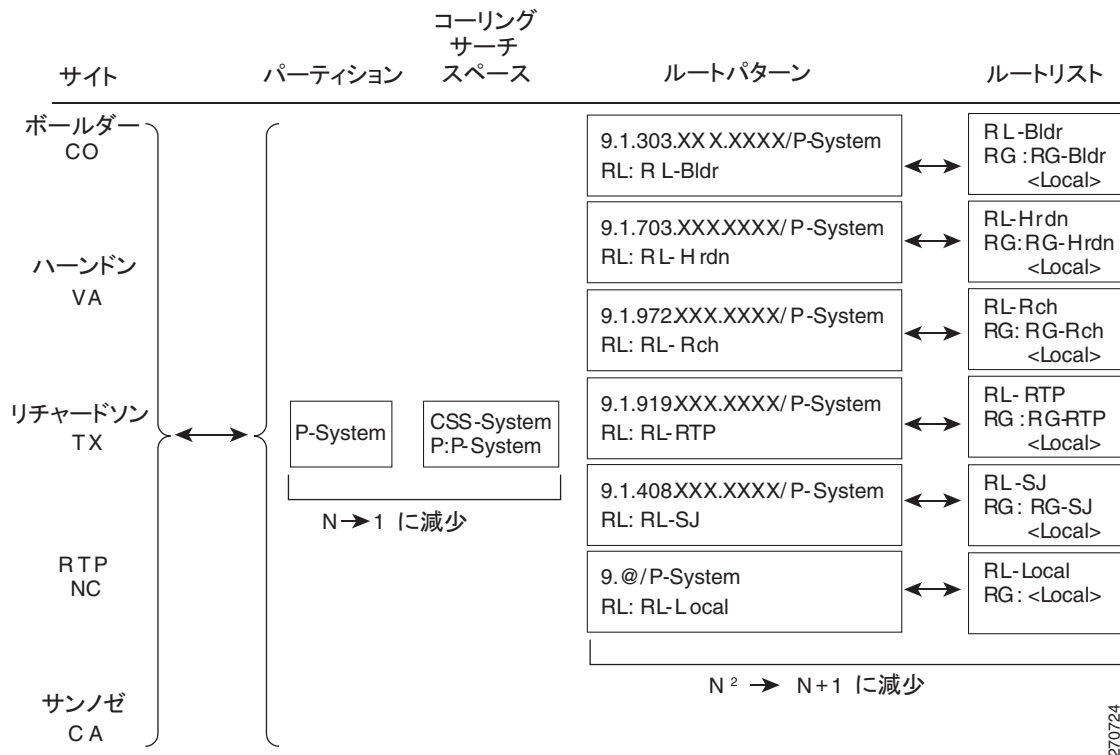 サイト
パーティション
コーリング
サーチ
スペース
ルートパターン
ルートリスト
ボールダー
CO
ハーンドン
VA
リチャードソン
TX
RTP
NC
サンノゼ
CA
P-System
CSS-System
P:P-System
N→1 に減少
9.1.303.XXX.XXXX/P-System
RL: RL-Bldr
RL-Bldr
RG:RG-Bldr
<Local>
9.1.703.XXX.XXXX/P-System
RL: RL-Hrdn
RL-Hrdn
RG:RG-Hrdn
<Local>
9.1.972XXX.XXXX/P-System
RL: RL-Rch
RL-Rch
RG: RG-Rch
<Local>
9.1.919XXX.XXXX/P-System
RL: RL-RTP
RL-RTP
RG:RG-RTP
<Local>
9.1.408XXX.XXXX/P-System
RL: RL-SJ
RL-SJ
RG: RG-SJ
<Local>
9.@/P-System
RL: RL-Local
RL-Local
RG: <Local>
N² → N+1 に減少
270724